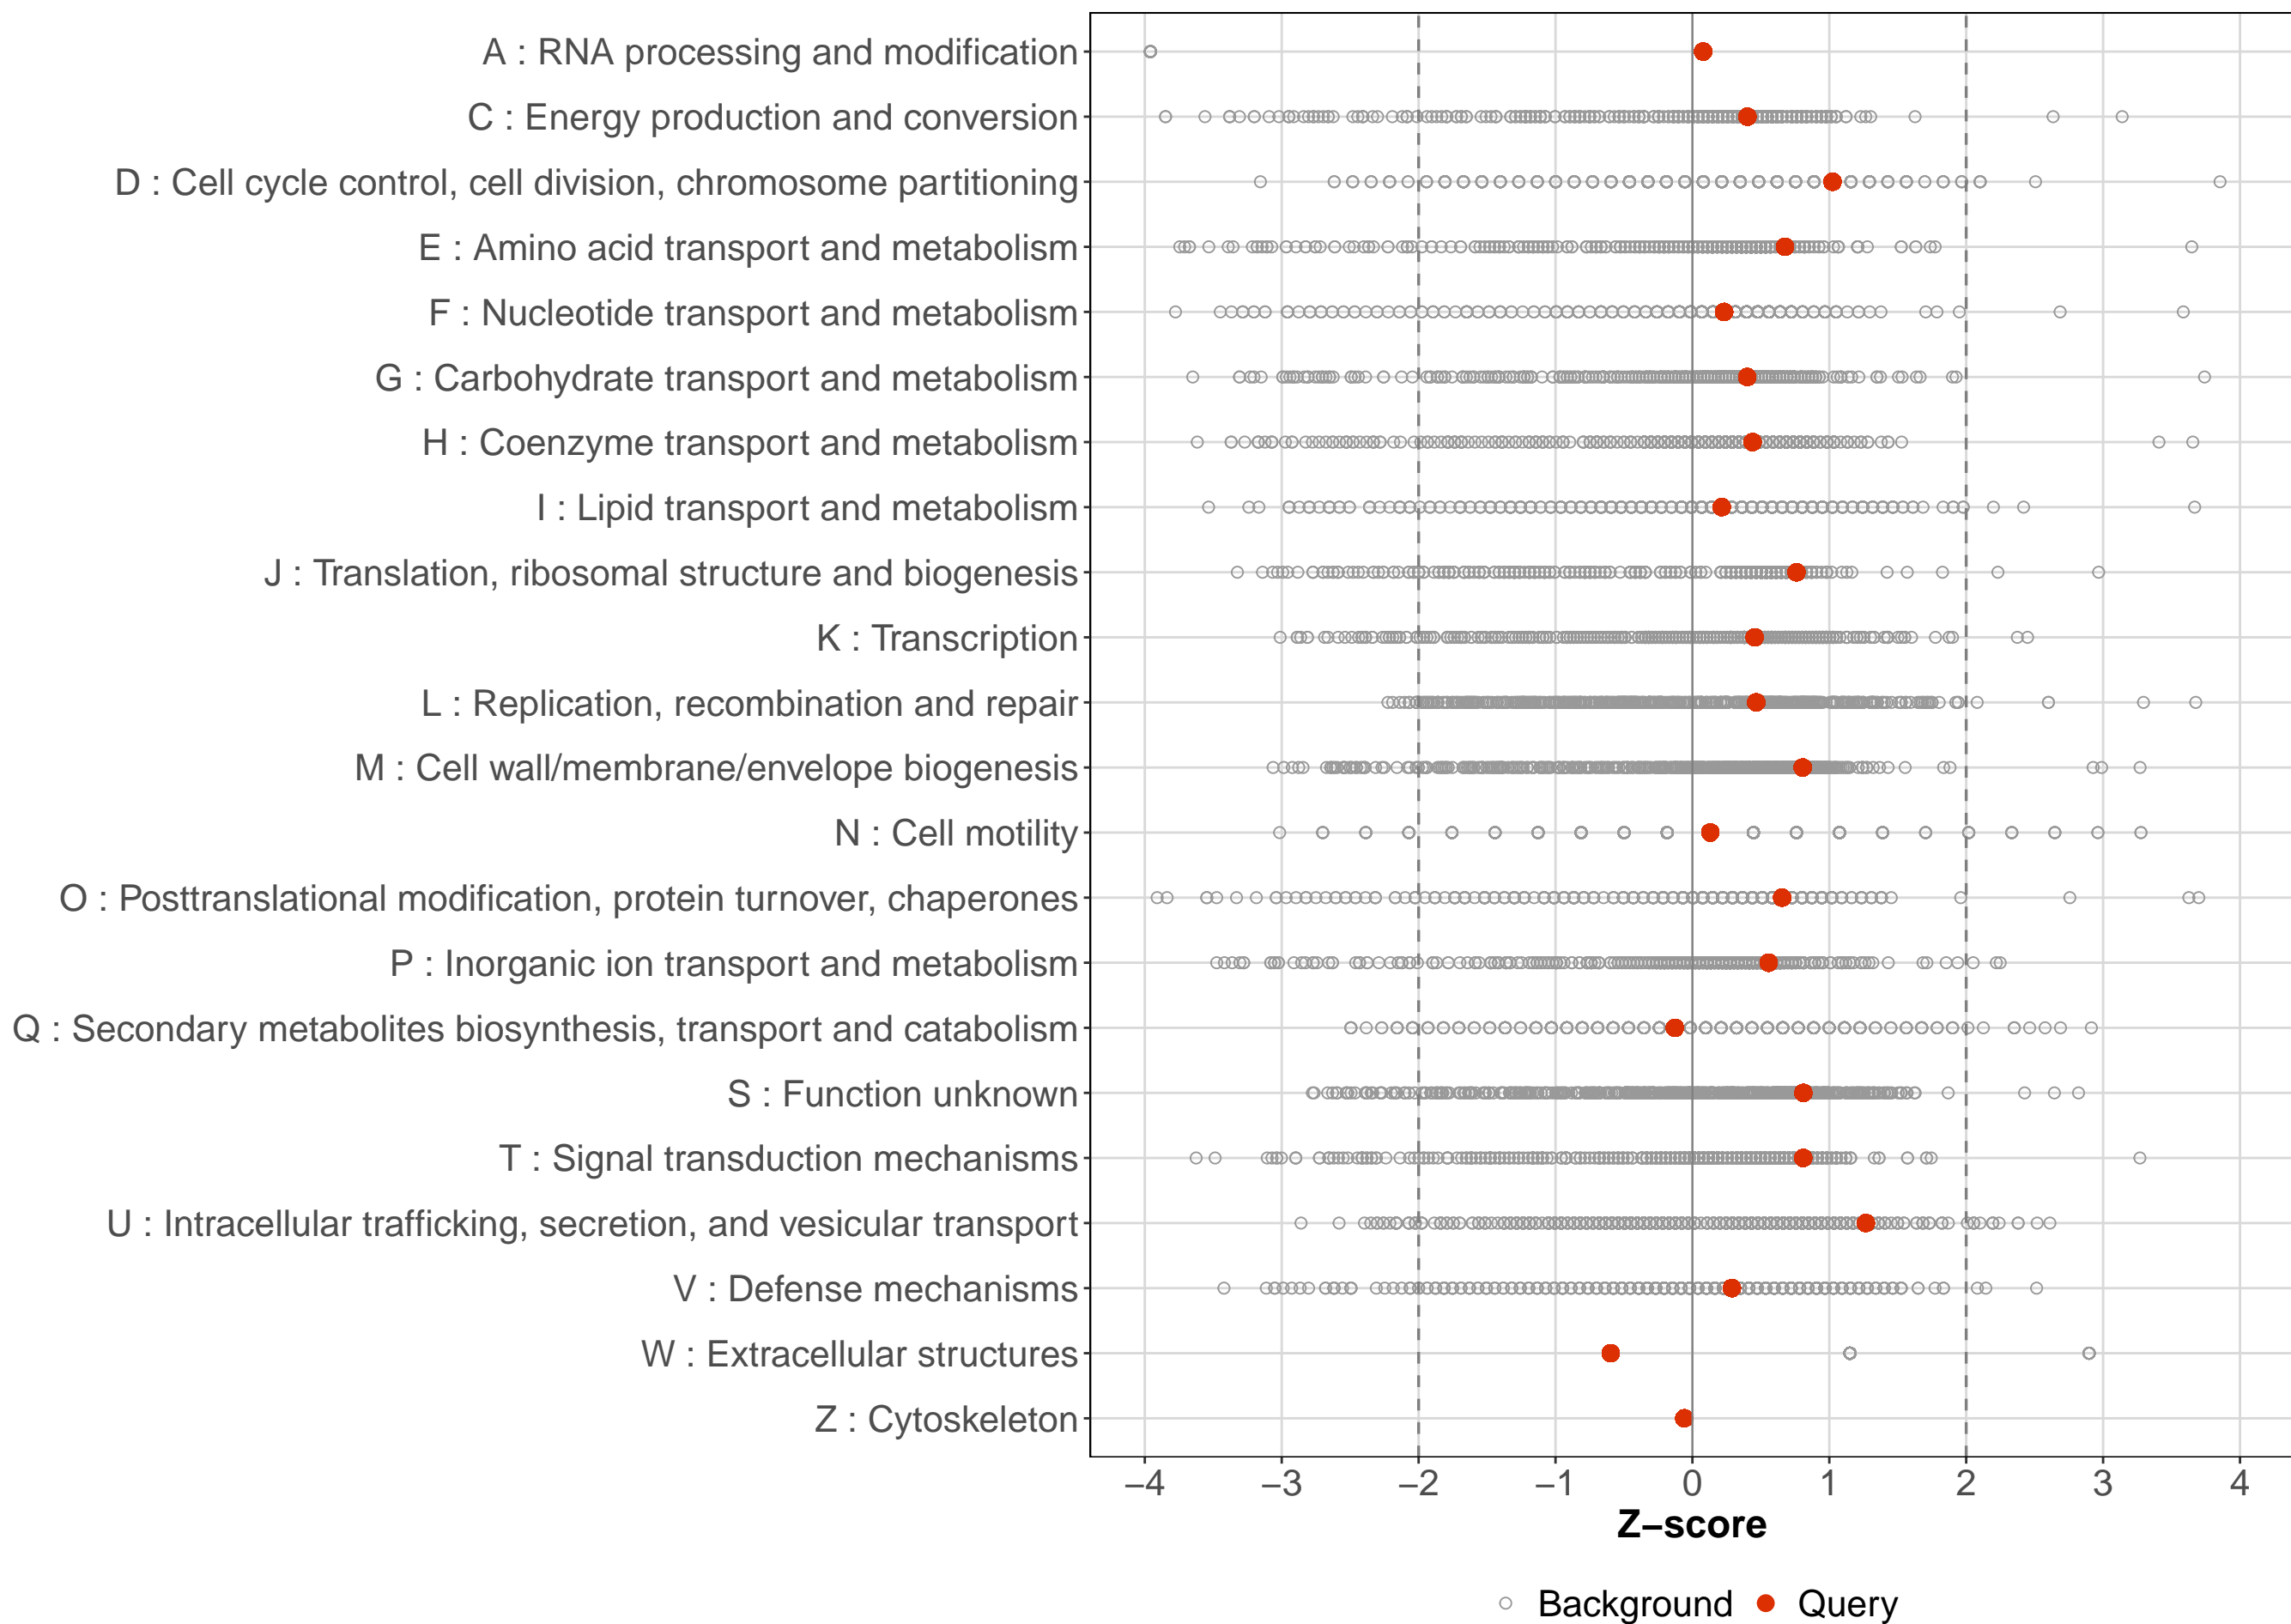 A : RNA processing and modification
C : Energy production and conversion
D : Cell cycle control, cell division, chromosome partitioning
E : Amino acid transport and metabolism
F : Nucleotide transport and metabolism
G : Carbohydrate transport and metabolism
H : Coenzyme transport and metabolism
I : Lipid transport and metabolism
J : Translation, ribosomal structure and biogenesis
K : Transcription
L : Replication, recombination and repair
M : Cell wall/membrane/envelope biogenesis
N : Cell motility
O : Posttranslational modification, protein turnover, chaperones
P : Inorganic ion transport and metabolism
Q : Secondary metabolites biosynthesis, transport and catabolism
S : Function unknown
T : Signal transduction mechanisms
U : Intracellular trafficking, secretion, and vesicular transport
V : Defense mechanisms
W : Extracellular structures
Z : Cytoskeleton
−4 −3 −2 −1 0 1 2 3 4
Z−score
Background Query